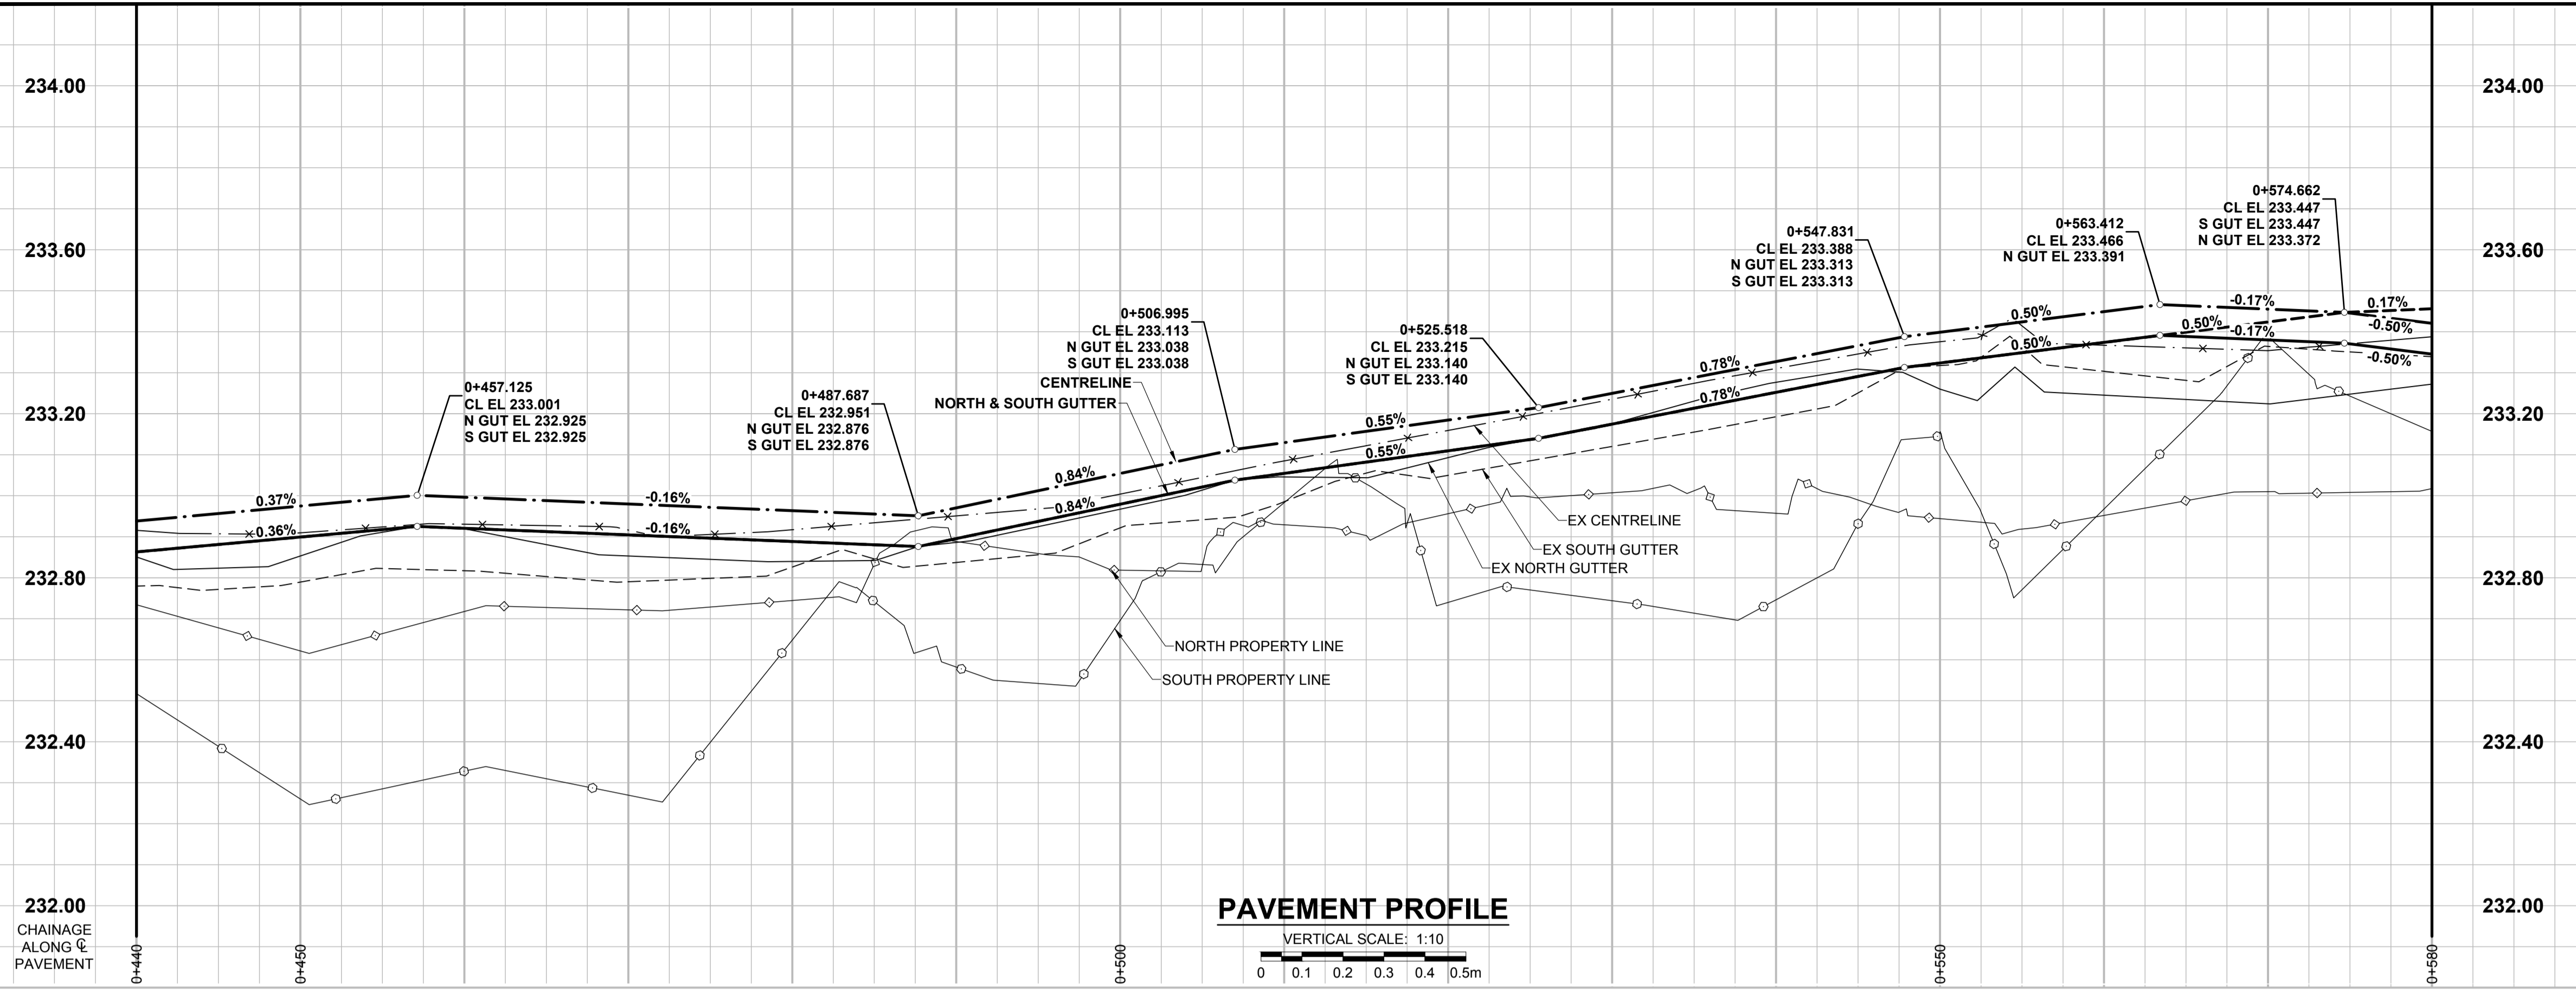 234.00
234.00
0+574.662
CL EL 233.447
S GUT EL 233.447
N GUT EL 233.372
0+563.412
CL EL 233.466
N GUT EL 233.391
0+547.831
CL EL 233.388
N GUT EL 233.313
S GUT EL 233.313
233.60
233.60
0.50%
-0.17%
0.17%
0.50%
-0.17%
-0.50%
0.50%
-0.50%
0+506.995
CL EL 233.113
N GUT EL 233.038
S GUT EL 233.038
CENTRELINE
NORTH & SOUTH GUTTER
0+525.518
CL EL 233.215
N GUT EL 233.140
S GUT EL 233.140
0.78%
0.78%
0+457.125
CL EL 233.001
N GUT EL 232.925
S GUT EL 232.925
0+487.687
CL EL 232.951
N GUT EL 232.876
S GUT EL 232.876
233.20
233.20
0.55%
0.55%
0.84%
0.84%
0.37%
-0.16%
0.36%
-0.16%
EX CENTRELINE
EX SOUTH GUTTER
EX NORTH GUTTER
232.80
232.80
NORTH PROPERTY LINE
SOUTH PROPERTY LINE
232.40
232.40
232.00
232.00
PAVEMENT PROFILE
VERTICAL SCALE: 1:10
0 0.1 0.2 0.3 0.4 0.5m
CHAINAGE
ALONG ℄
PAVEMENT
0+440
0+450
0+500
0+550
0+580